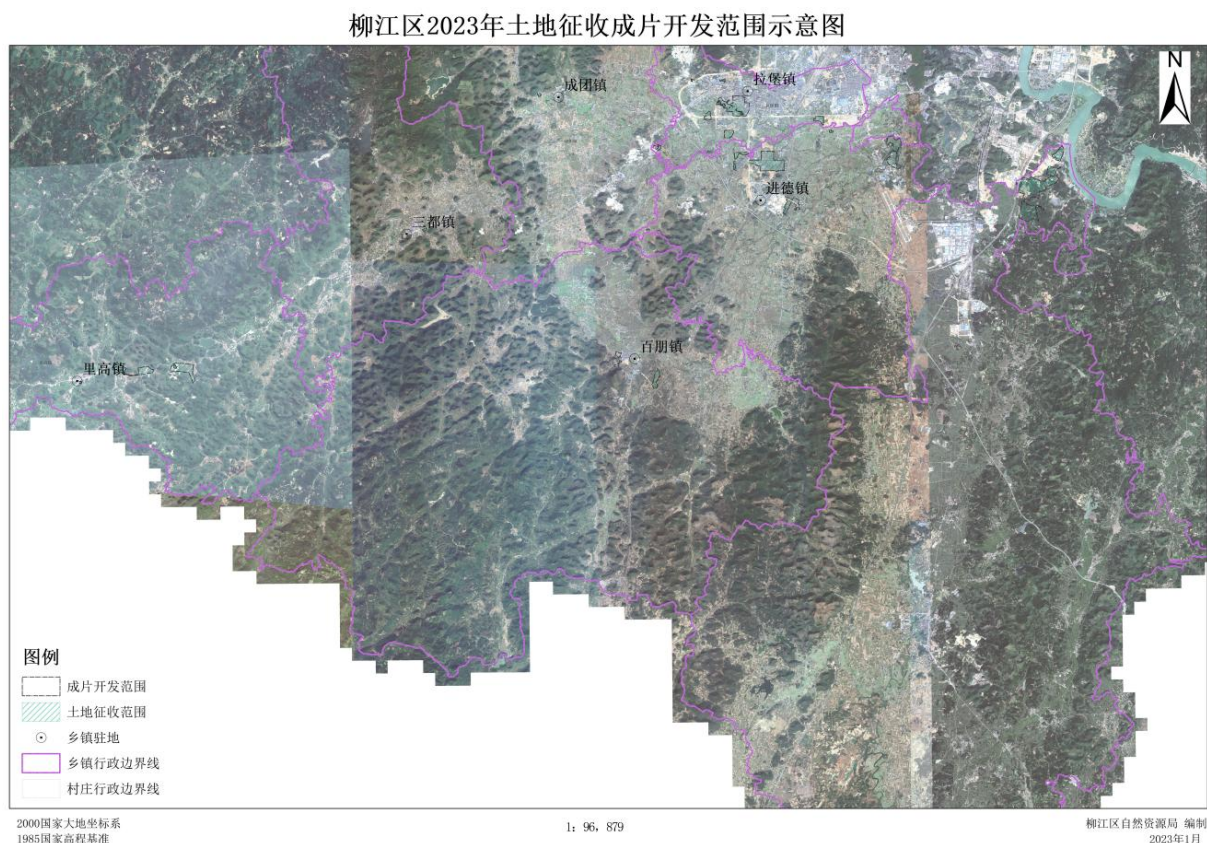 柳江区2023年土地征收成片开发范围示意图
N
成团镇
拉堡镇
进德镇
三都镇
百朋镇
里高镇
图例
成片开发范围
土地征收范围
乡镇驻地
乡镇行政边界线
村庄行政边界线
2000国家大地坐标系
1985国家高程基准
1：96，879
柳江区自然资源局 编制
2023年1月